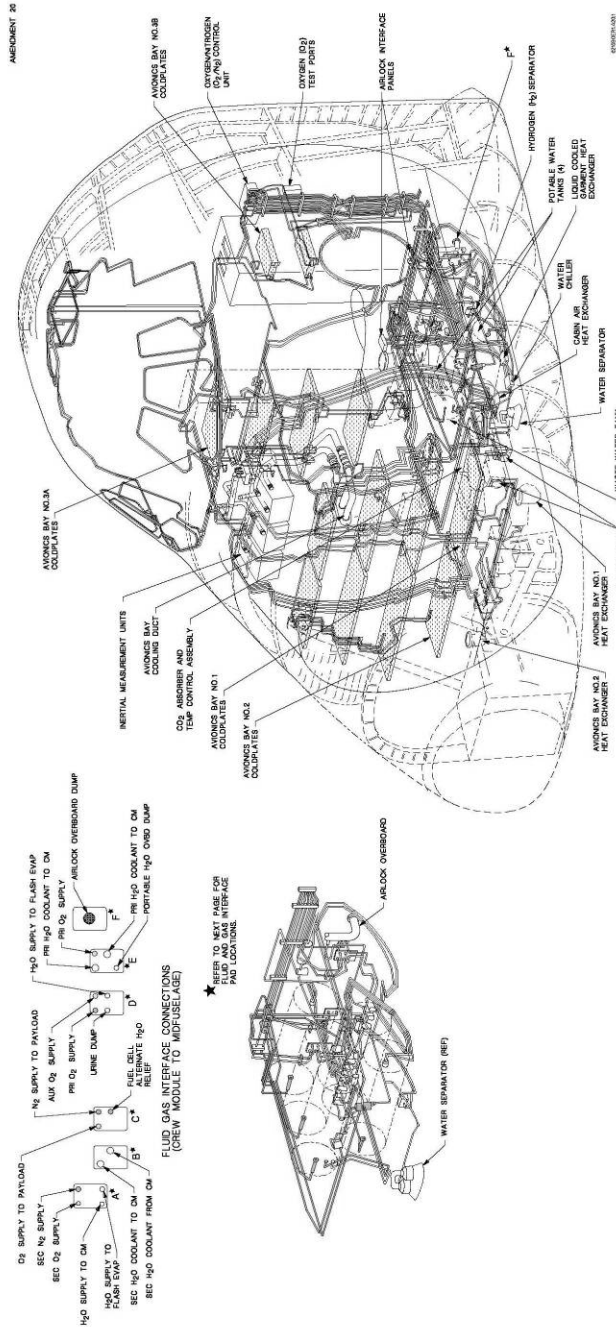 AMENDMENT 20
AVIONICS BAY NO.3B
COLDPLATES
OXYGEN/NITROGEN
(O2/N2) CONTROL
UNIT
OXYGEN (O2)
TEST PORTS
AIRLOCK INTERFACE
PANELS
F★
HYDROGEN (H2) SEPARATOR
POTABLE WATER
TANKS (4)
LIQUID COOLED
GARMENT HEAT
EXCHANGER
WATER
CHILLER
CABIN AIR
HEAT EXCHANGER
WATER SEPARATOR
AVIONICS BAY NO.3A
COLDPLATES
INERTIAL MEASUREMENT UNITS
AVIONICS BAY
COOLING DUCT
CO2 ABSORBER AND
TEMP CONTROL ASSEMBLY
AVIONICS BAY NO.1
COLDPLATES
AVIONICS BAY NO.2
COLDPLATES
AVIONICS BAY NO.1
HEAT EXCHANGER
AVIONICS BAY NO.2
HEAT EXCHANGER
O2 SUPPLY TO PAYLOAD
SEC N2 SUPPLY
SEC O2 SUPPLY
H2O SUPPLY TO CM
A★
H2O SUPPLY TO
FLASH EVAP
SEC H2O COOLANT TO CM
SEC H2O COOLANT FROM CM
B★
N2 SUPPLY TO PAYLOAD
C★
FUEL CELL
ALTERNATE H2O
RELIEF
AUX O2 SUPPLY
PRI O2 SUPPLY
URINE DUMP
D★
H2O SUPPLY TO FLASH EVAP
PRI H2O COOLANT TO CM
PRI O2 SUPPLY
E★
PRI H2O COOLANT TO CM
PORTABLE H2O OVBD DUMP
AIRLOCK OVERBOARD DUMP
F★
FLUID GAS INTERFACE CONNECTIONS
(CREW MODULE TO MIDFUSELAGE)
★ REFER TO NEXT PAGE FOR
FLUID AND GAS INTERFACE
PAD LOCATIONS.
AIRLOCK OVERBOARD
WATER SEPARATOR (REF)